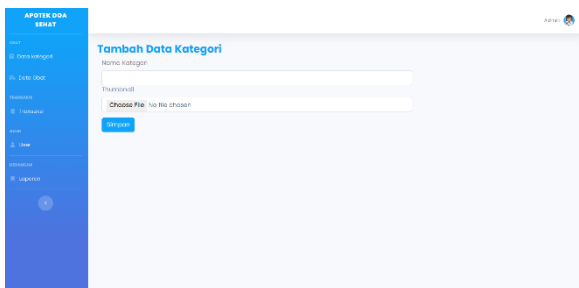 APOTEK DOA
SEHAT
Admin
Data kategori
Data Obat
Transaksi
User
Laporan
Tambah Data Kategori
Nama Kategori
Thumbnail
Choose File No file chosen
Simpan